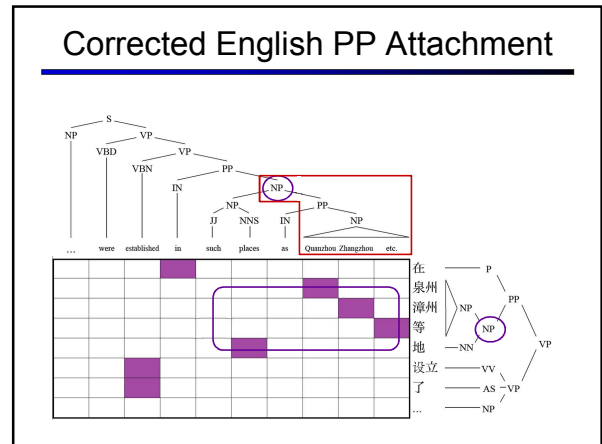 Corrected English PP Attachment
S
NP VP
VBD VP
VBN PP
IN NP
NP PP
JJ NNS IN NP
... were established in such places as Quanzhou Zhangzhou etc.
在 P
泉州 PP
漳州 NP
等 NP
地 NN VP
设立 VV
了 AS VP
... NP